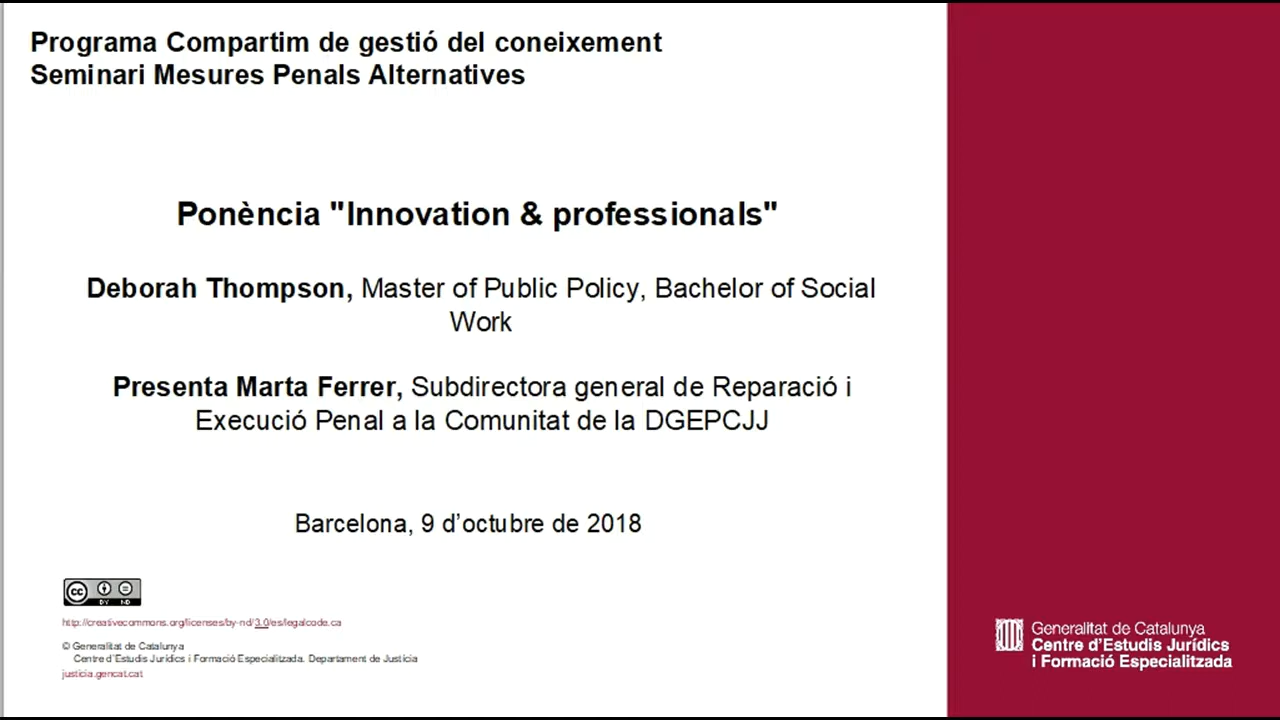 Programa Compartim de gestió del coneixement
Seminari Mesures Penals Alternatives
Ponència "Innovation & professionals"
Deborah Thompson, Master of Public Policy, Bachelor of Social
Work
Presenta Marta Ferrer, Subdirectora general de Reparació i
Execució Penal a la Comunitat de la DGEPCJJ
Barcelona, 9 d’octubre de 2018
cc
BY ND
http://creativecommons.org/licenses/by-nd/3.0/es/legalcode.ca
© Generalitat de Catalunya
Centre d’Estudis Jurídics i Formació Especialitzada. Departament de Justícia
justicia.gencat.cat
Generalitat de Catalunya
Centre d’Estudis Jurídics
i Formació Especialitzada